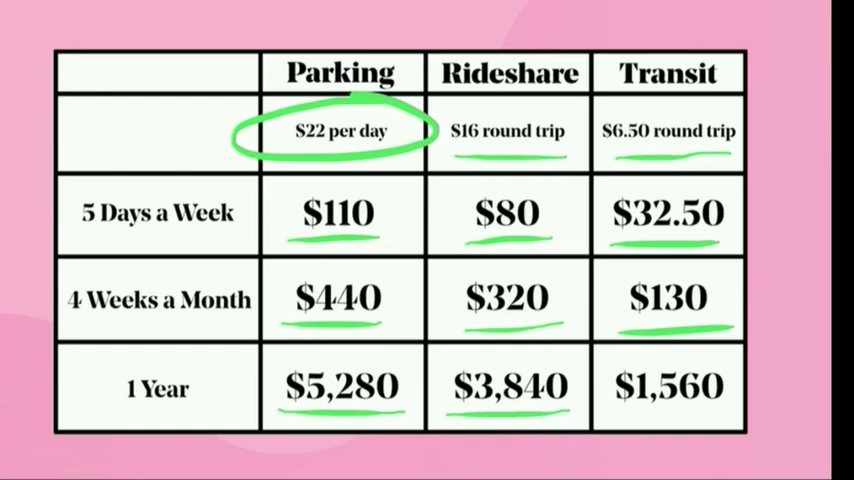 Parking Rideshare Transit
$22 per day $16 round trip $6.50 round trip
5 Days a Week $110 $80 $32.50
4 Weeks a Month $440 $320 $130
1 Year $5,280 $3,840 $1,560